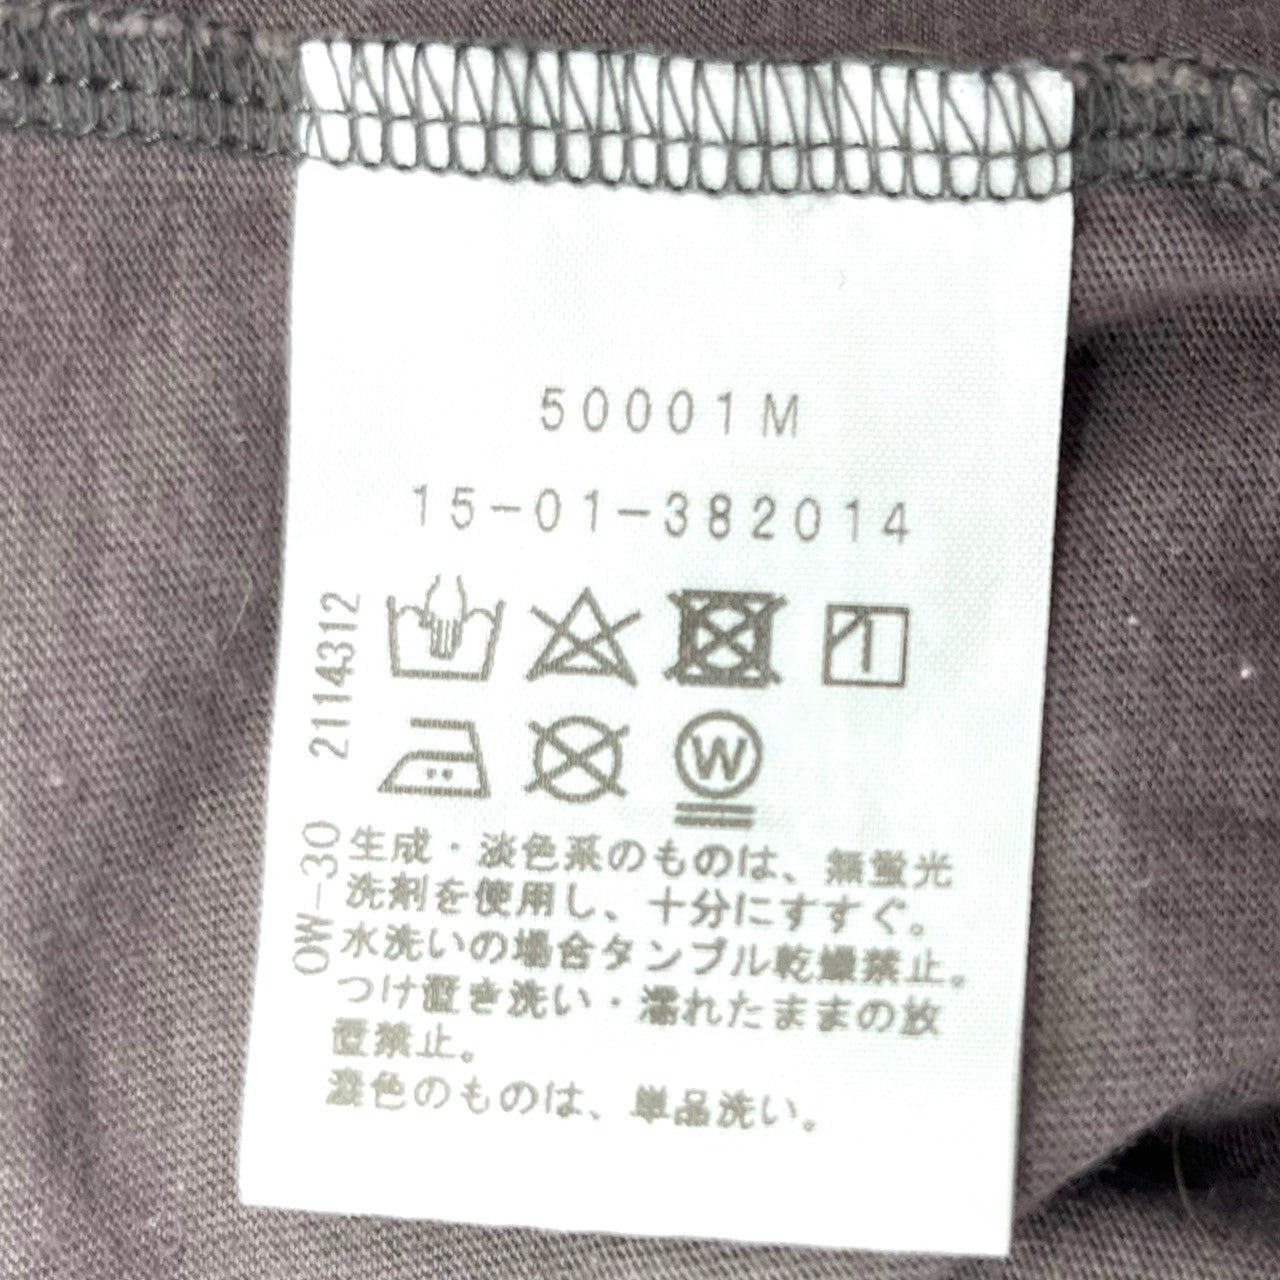 50001M
15-01-382014
2114312
W
OW-30
生成・淡色系のものは、無蛍光
洗剤を使用し、十分にすすぐ。
水洗いの場合タンブル乾燥禁止。
つけ置き洗い・濡れたままの放
置禁止。
濃色のものは、単品洗い。